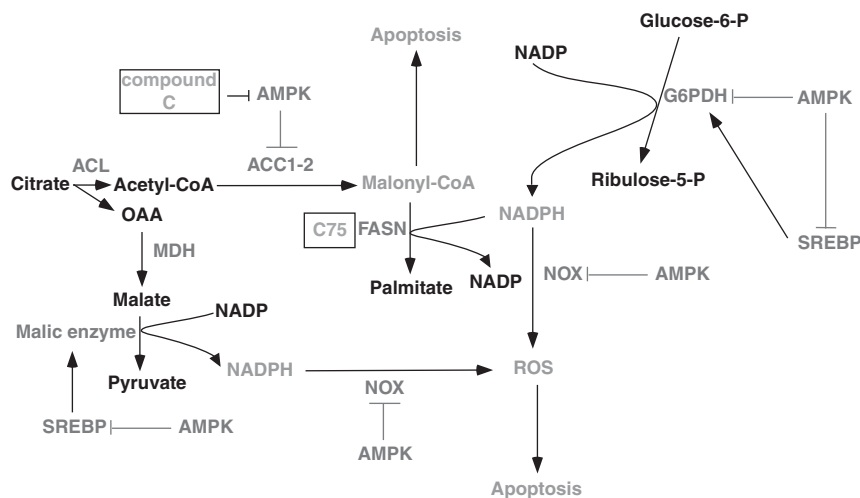 Glucose-6-P
Apoptosis
NADP
compound
C
AMPK
G6PDH
AMPK
ACC1-2
ACL
Citrate
Acetyl-CoA
Malonyl-CoA
Ribulose-5-P
OAA
NADPH
C75
FASN
SREBP
MDH
NOX
AMPK
Palmitate
NADP
Malate
NADP
Malic enzyme
NADPH
ROS
Pyruvate
NOX
SREBP
AMPK
AMPK
Apoptosis